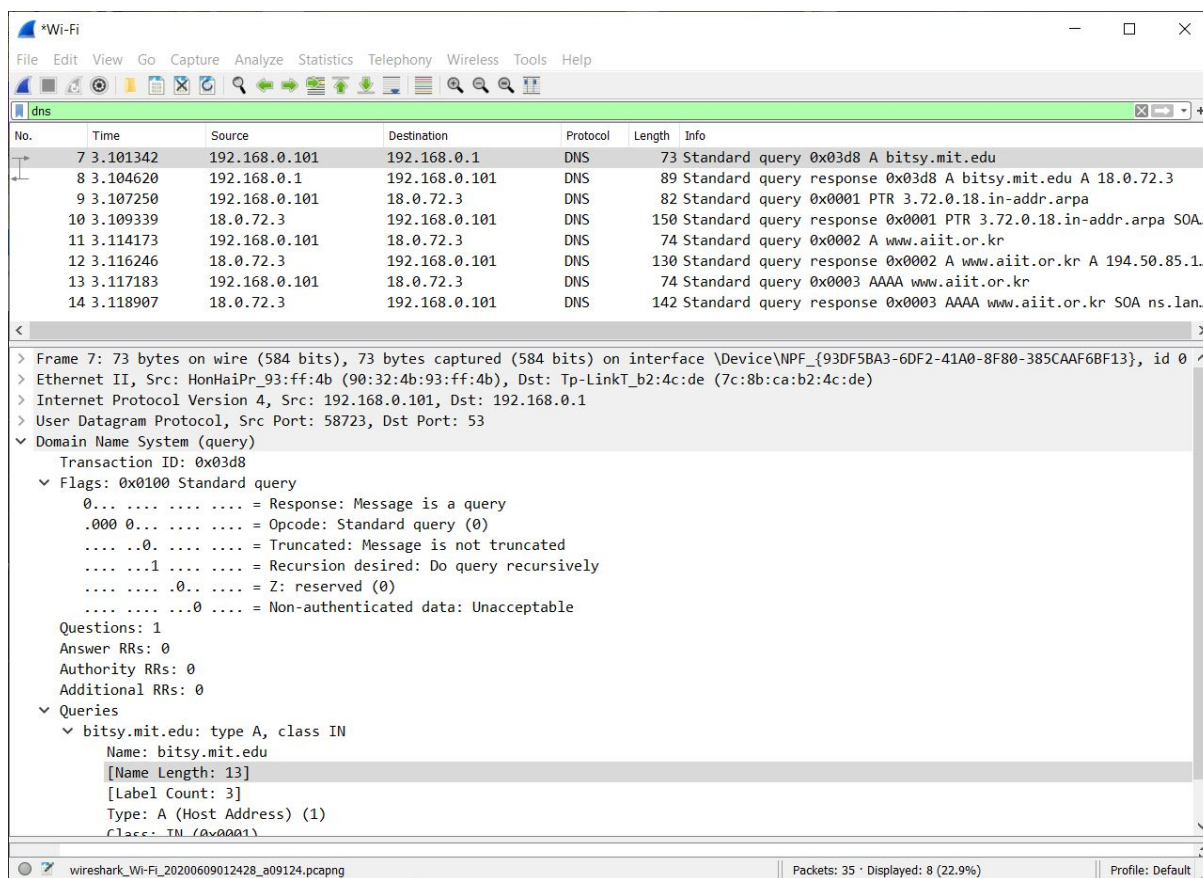 *Wi-Fi
File Edit View Go Capture Analyze Statistics Telephony Wireless Tools Help
dns
No. Time Source Destination Protocol Length Info
7 3.101342 192.168.0.101 192.168.0.1 DNS 73 Standard query 0x03d8 A bitsy.mit.edu
8 3.104620 192.168.0.1 192.168.0.101 DNS 89 Standard query response 0x03d8 A bitsy.mit.edu A 18.0.72.3
9 3.107250 192.168.0.101 18.0.72.3 DNS 82 Standard query 0x0001 PTR 3.72.0.18.in-addr.arpa
10 3.109339 18.0.72.3 192.168.0.101 DNS 150 Standard query response 0x0001 PTR 3.72.0.18.in-addr.arpa SOA…
11 3.114173 192.168.0.101 18.0.72.3 DNS 74 Standard query 0x0002 A www.aiit.or.kr
12 3.116246 18.0.72.3 192.168.0.101 DNS 130 Standard query response 0x0002 A www.aiit.or.kr A 194.50.85.1…
13 3.117183 192.168.0.101 18.0.72.3 DNS 74 Standard query 0x0003 AAAA www.aiit.or.kr
14 3.118907 18.0.72.3 192.168.0.101 DNS 142 Standard query response 0x0003 AAAA www.aiit.or.kr SOA ns.lan…
Frame 7: 73 bytes on wire (584 bits), 73 bytes captured (584 bits) on interface \Device\NPF_{93DF5BA3-6DF2-41A0-8F80-385CAAF6BF13}, id 0
Ethernet II, Src: HonHaiPr_93:ff:4b (90:32:4b:93:ff:4b), Dst: Tp-LinkT_b2:4c:de (7c:8b:ca:b2:4c:de)
Internet Protocol Version 4, Src: 192.168.0.101, Dst: 192.168.0.1
User Datagram Protocol, Src Port: 58723, Dst Port: 53
Domain Name System (query)
Transaction ID: 0x03d8
Flags: 0x0100 Standard query
0... .... .... .... = Response: Message is a query
.000 0... .... .... = Opcode: Standard query (0)
.... ..0. .... .... = Truncated: Message is not truncated
.... ...1 .... .... = Recursion desired: Do query recursively
.... .... .0.. .... = Z: reserved (0)
.... .... ...0 .... = Non-authenticated data: Unacceptable
Questions: 1
Answer RRs: 0
Authority RRs: 0
Additional RRs: 0
Queries
bitsy.mit.edu: type A, class IN
Name: bitsy.mit.edu
[Name Length: 13]
[Label Count: 3]
Type: A (Host Address) (1)
Class: IN (0x0001)
wireshark_Wi-Fi_20200609012428_a09124.pcapng Packets: 35 · Displayed: 8 (22.9%) Profile: Default